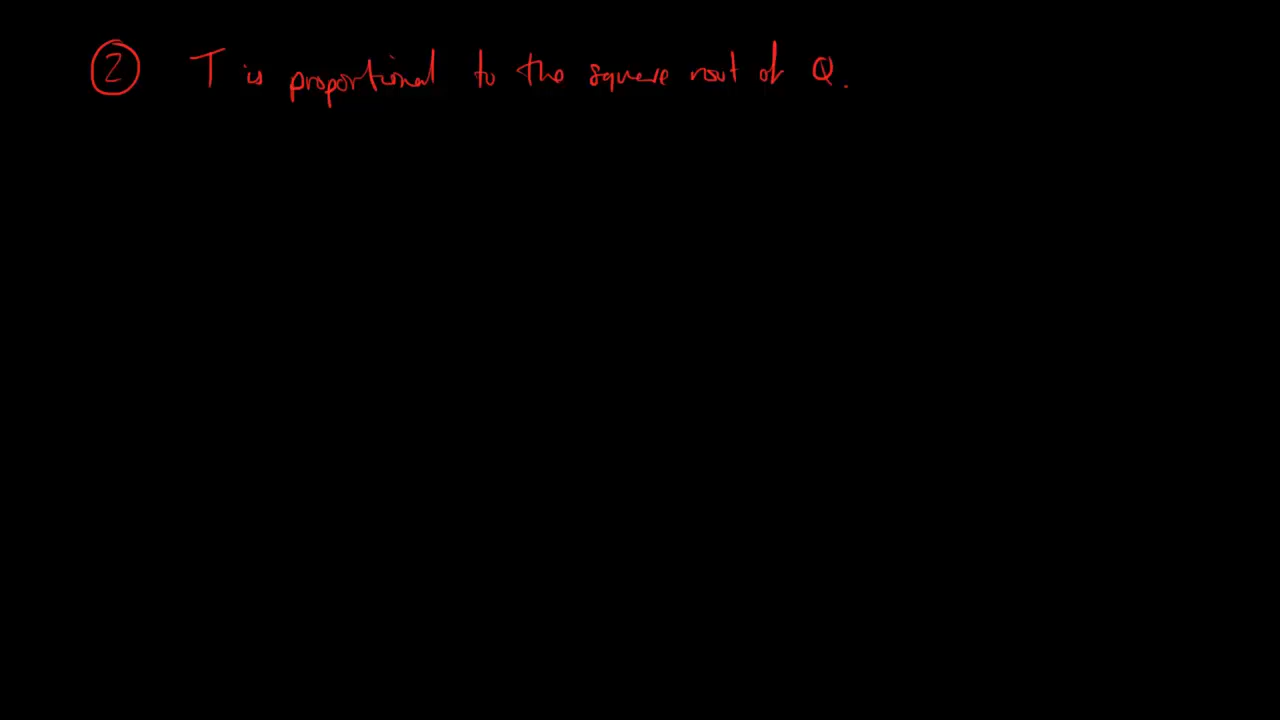 ② T is proportional to the square root of Q.